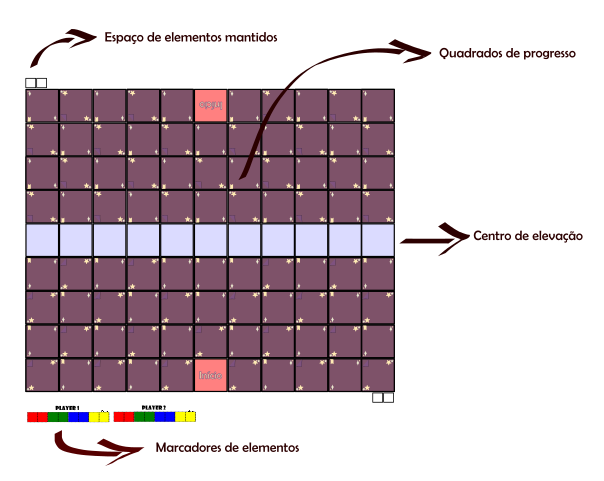 Espaço de elementos mantidos
Quadrados de progresso
Início
Centro de elevação
Início
PLAYER 1
PLAYER 2
Marcadores de elementos